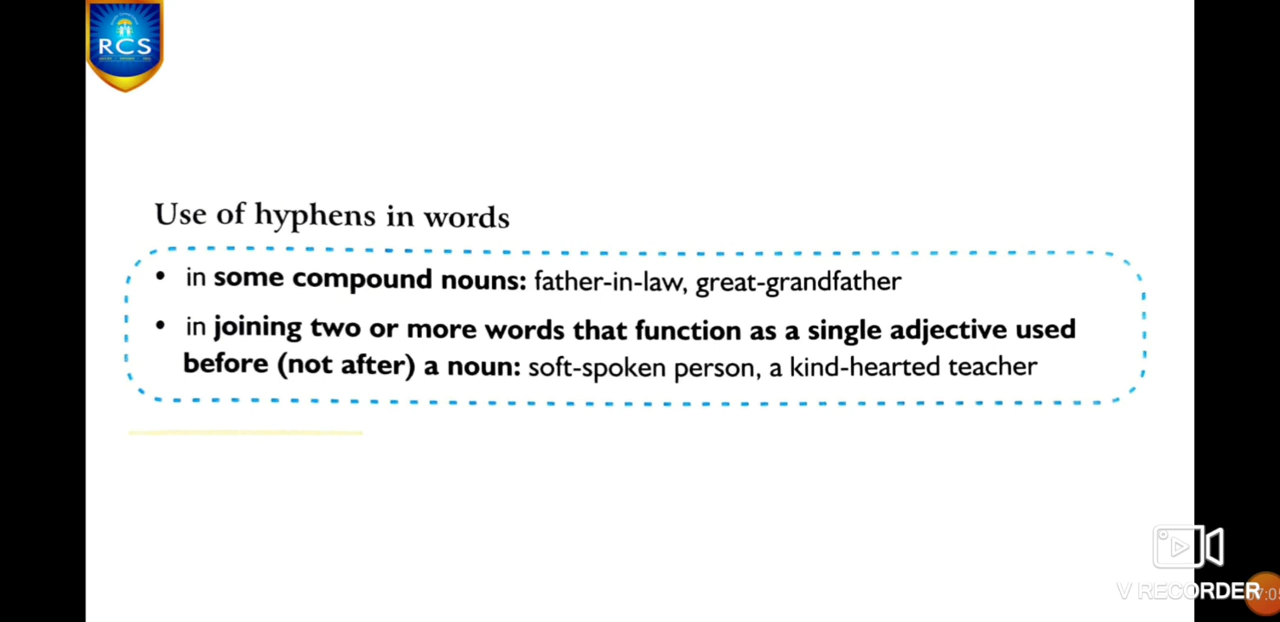 RCS
Use of hyphens in words
• in some compound nouns: father-in-law, great-grandfather
• in joining two or more words that function as a single adjective used
before (not after) a noun: soft-spoken person, a kind-hearted teacher
V RECORDER